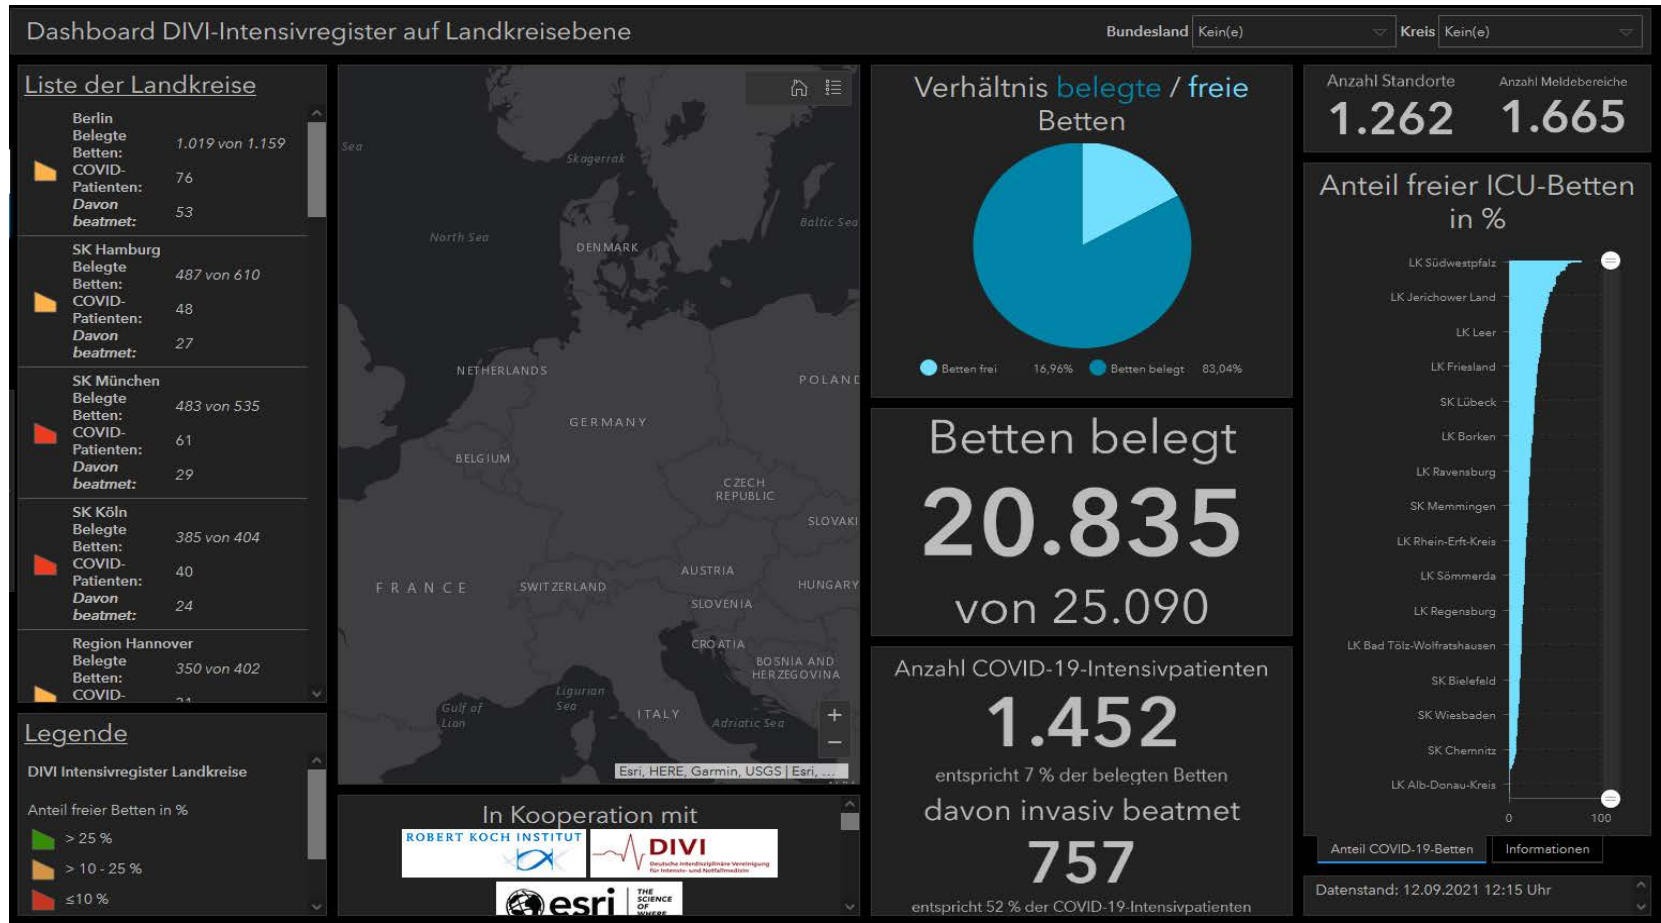 Dashboard DIVI-Intensivregister auf Landkreisebene
Bundesland Kein(e) Kreis Kein(e)
Liste der Landkreise
Berlin
Belegte
Betten: 1.019 von 1.159
COVID-
Patienten: 76
Davon
beatmet: 53
SK Hamburg
Belegte
Betten: 487 von 610
COVID-
Patienten: 48
Davon
beatmet: 27
SK München
Belegte
Betten: 483 von 535
COVID-
Patienten: 61
Davon
beatmet: 29
SK Köln
Belegte
Betten: 385 von 404
COVID-
Patienten: 40
Davon
beatmet: 24
Region Hannover
Belegte
Betten: 350 von 402
COVID-
Legende
DIVI Intensivregister Landkreise
Anteil freier Betten in %
> 25 %
> 10 - 25 %
≤10 %
Sea
Skagerrak
North Sea
Baltic Sea
DENMARK
NETHERLANDS
POLAND
GERMANY
BELGIUM
CZECH
REPUBLIC
SLOVAKI
AUSTRIA
FRANCE
SWITZERLAND
HUNGARY
SLOVENIA
CROATIA
BOSNIA AND
HERZEGOVINA
Ligurian
Sea
Gulf of
Lion
ITALY
Adriatic Sea
+
−
Esri, HERE, Garmin, USGS | Esri, ...
In Kooperation mit
ROBERT KOCH INSTITUT
DIVI
Deutsche Interdisziplinäre Vereinigung
für Intensiv- und Notfallmedizin
esri
THE
SCIENCE
OF
WHERE
Verhältnis belegte / freie
Betten
Betten frei 16,96% Betten belegt 83,04%
Betten belegt
20.835
von 25.090
Anzahl COVID-19-Intensivpatienten
1.452
entspricht 7 % der belegten Betten
davon invasiv beatmet
757
entspricht 52 % der COVID-19-Intensivpatienten
Anzahl Standorte
1.262
Anzahl Meldebereiche
1.665
Anteil freier ICU-Betten
in %
LK Südwestpfalz
LK Jerichower Land
LK Leer
LK Friesland
SK Lübeck
LK Borken
LK Ravensburg
SK Memmingen
LK Rhein-Erft-Kreis
LK Sömmerda
LK Regensburg
LK Bad Tölz-Wolfratshausen
SK Bielefeld
SK Wiesbaden
SK Chemnitz
LK Alb-Donau-Kreis
0 100
Anteil COVID-19-Betten Informationen
Datenstand: 12.09.2021 12:15 Uhr